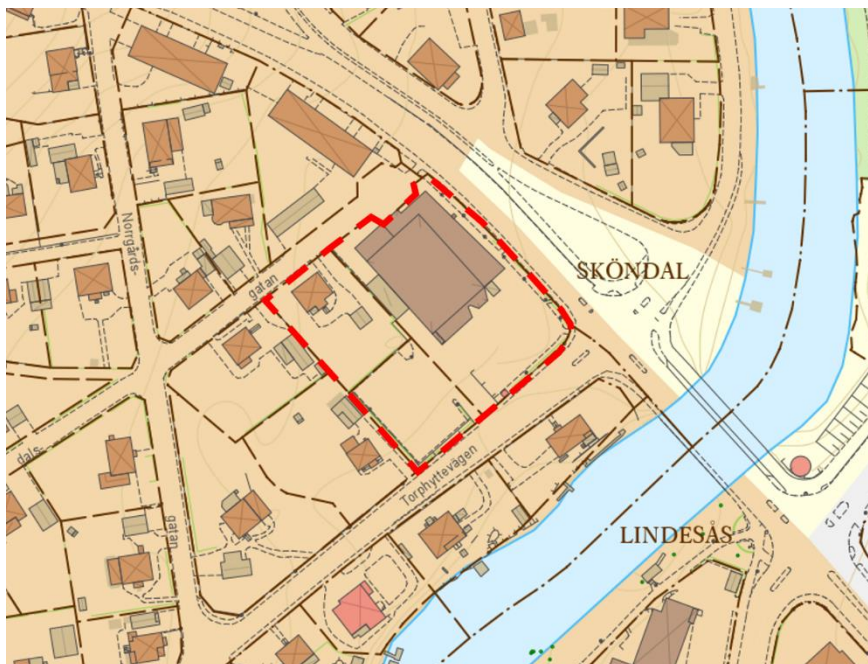 Norrgårds-
SKÖNDAL
gatan
dals-
gatan
Torphyttevägen
LINDESÅS